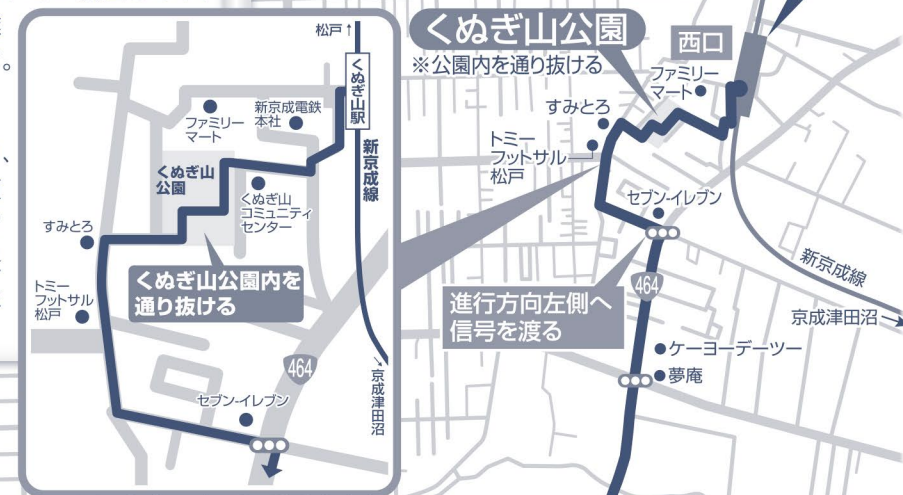 松戸↑
くぬぎ山駅
新京成線
ファミリー
マート
新京成電鉄
本社
くぬぎ山
公園
くぬぎ山
コミュニティ
センター
すみとろ
くぬぎ山公園内を
通り抜ける
トミー
フットサル
松戸
464
セブン-イレブン
↓京成津田沼
くぬぎ山公園
※公園内を通り抜ける
西口
ファミリー
マート
すみとろ
トミー
フットサル
松戸
セブン-イレブン
464
進行方向左側へ
信号を渡る
新京成線
京成津田沼→
ケーヨーデーツー
夢庵